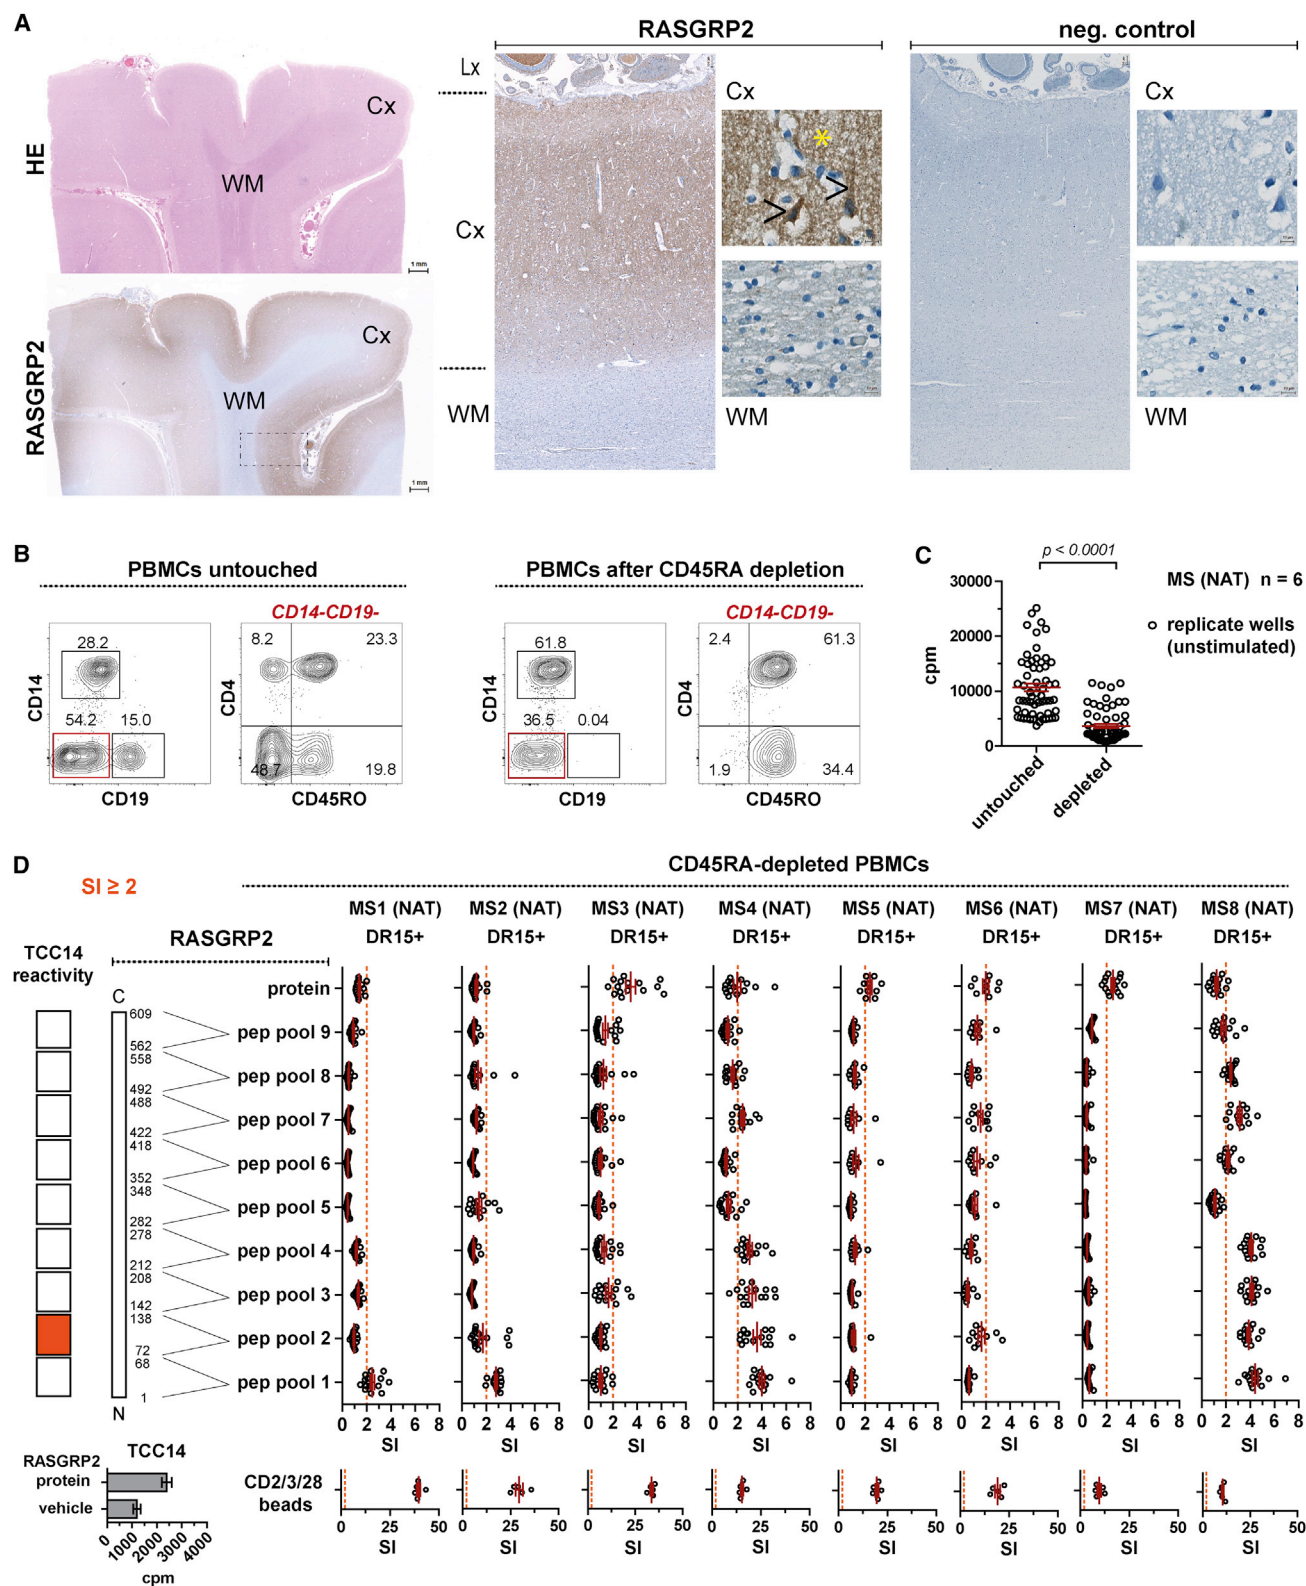 A
RASGRP2
neg. control
HE
Cx
WM
1 mm
RASGRP2
Cx
WM
1 mm
Lx
Cx
WM
Cx
WM
Cx
WM
B
PBMCs untouched
PBMCs after CD45RA depletion
CD14-CD19-
CD14-CD19-
28.2
54.2
15.0
CD14
CD19
8.2
23.3
48.7
19.8
CD4
CD45RO
61.8
36.5
0.04
CD14
CD19
2.4
61.3
1.9
34.4
CD4
CD45RO
C
p < 0.0001
30000
20000
10000
0
cpm
untouched
depleted
MS (NAT) n = 6
replicate wells
(unstimulated)
D
CD45RA-depleted PBMCs
SI ≥ 2
TCC14
reactivity
RASGRP2
MS1 (NAT)
DR15+
MS2 (NAT)
DR15+
MS3 (NAT)
DR15+
MS4 (NAT)
DR15+
MS5 (NAT)
DR15+
MS6 (NAT)
DR15+
MS7 (NAT)
DR15+
MS8 (NAT)
DR15+
C
609
562
558
492
488
422
418
352
348
282
278
212
208
142
138
72
68
1
N
protein
pep pool 9
pep pool 8
pep pool 7
pep pool 6
pep pool 5
pep pool 4
pep pool 3
pep pool 2
pep pool 1
0 2 4 6 8
SI
0 2 4 6 8
SI
0 2 4 6 8
SI
0 2 4 6 8
SI
0 2 4 6 8
SI
0 2 4 6 8
SI
0 2 4 6 8
SI
0 2 4 6 8
SI
TCC14
RASGRP2
protein
vehicle
0
1000
2000
3000
4000
cpm
CD2/3/28
beads
0 25 50
SI
0 25 50
SI
0 25 50
SI
0 25 50
SI
0 25 50
SI
0 25 50
SI
0 25 50
SI
0 25 50
SI